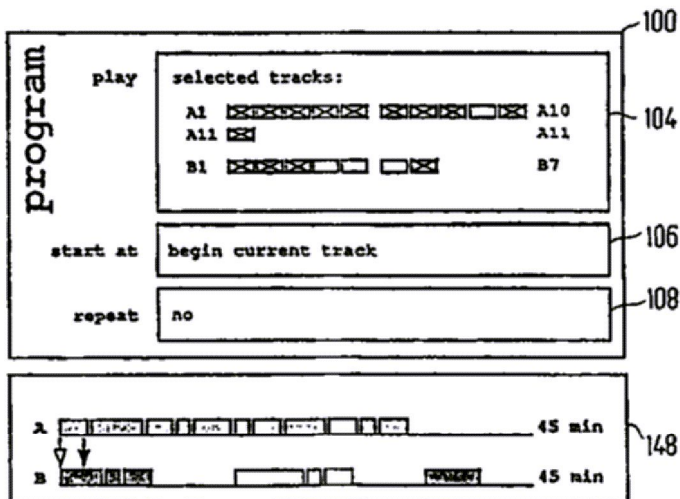 100
program
play selected tracks:
A1 A10
A11 A11
B1 B7
104
start at begin current track
106
repeat no
108
A 45 min
148
B 45 min